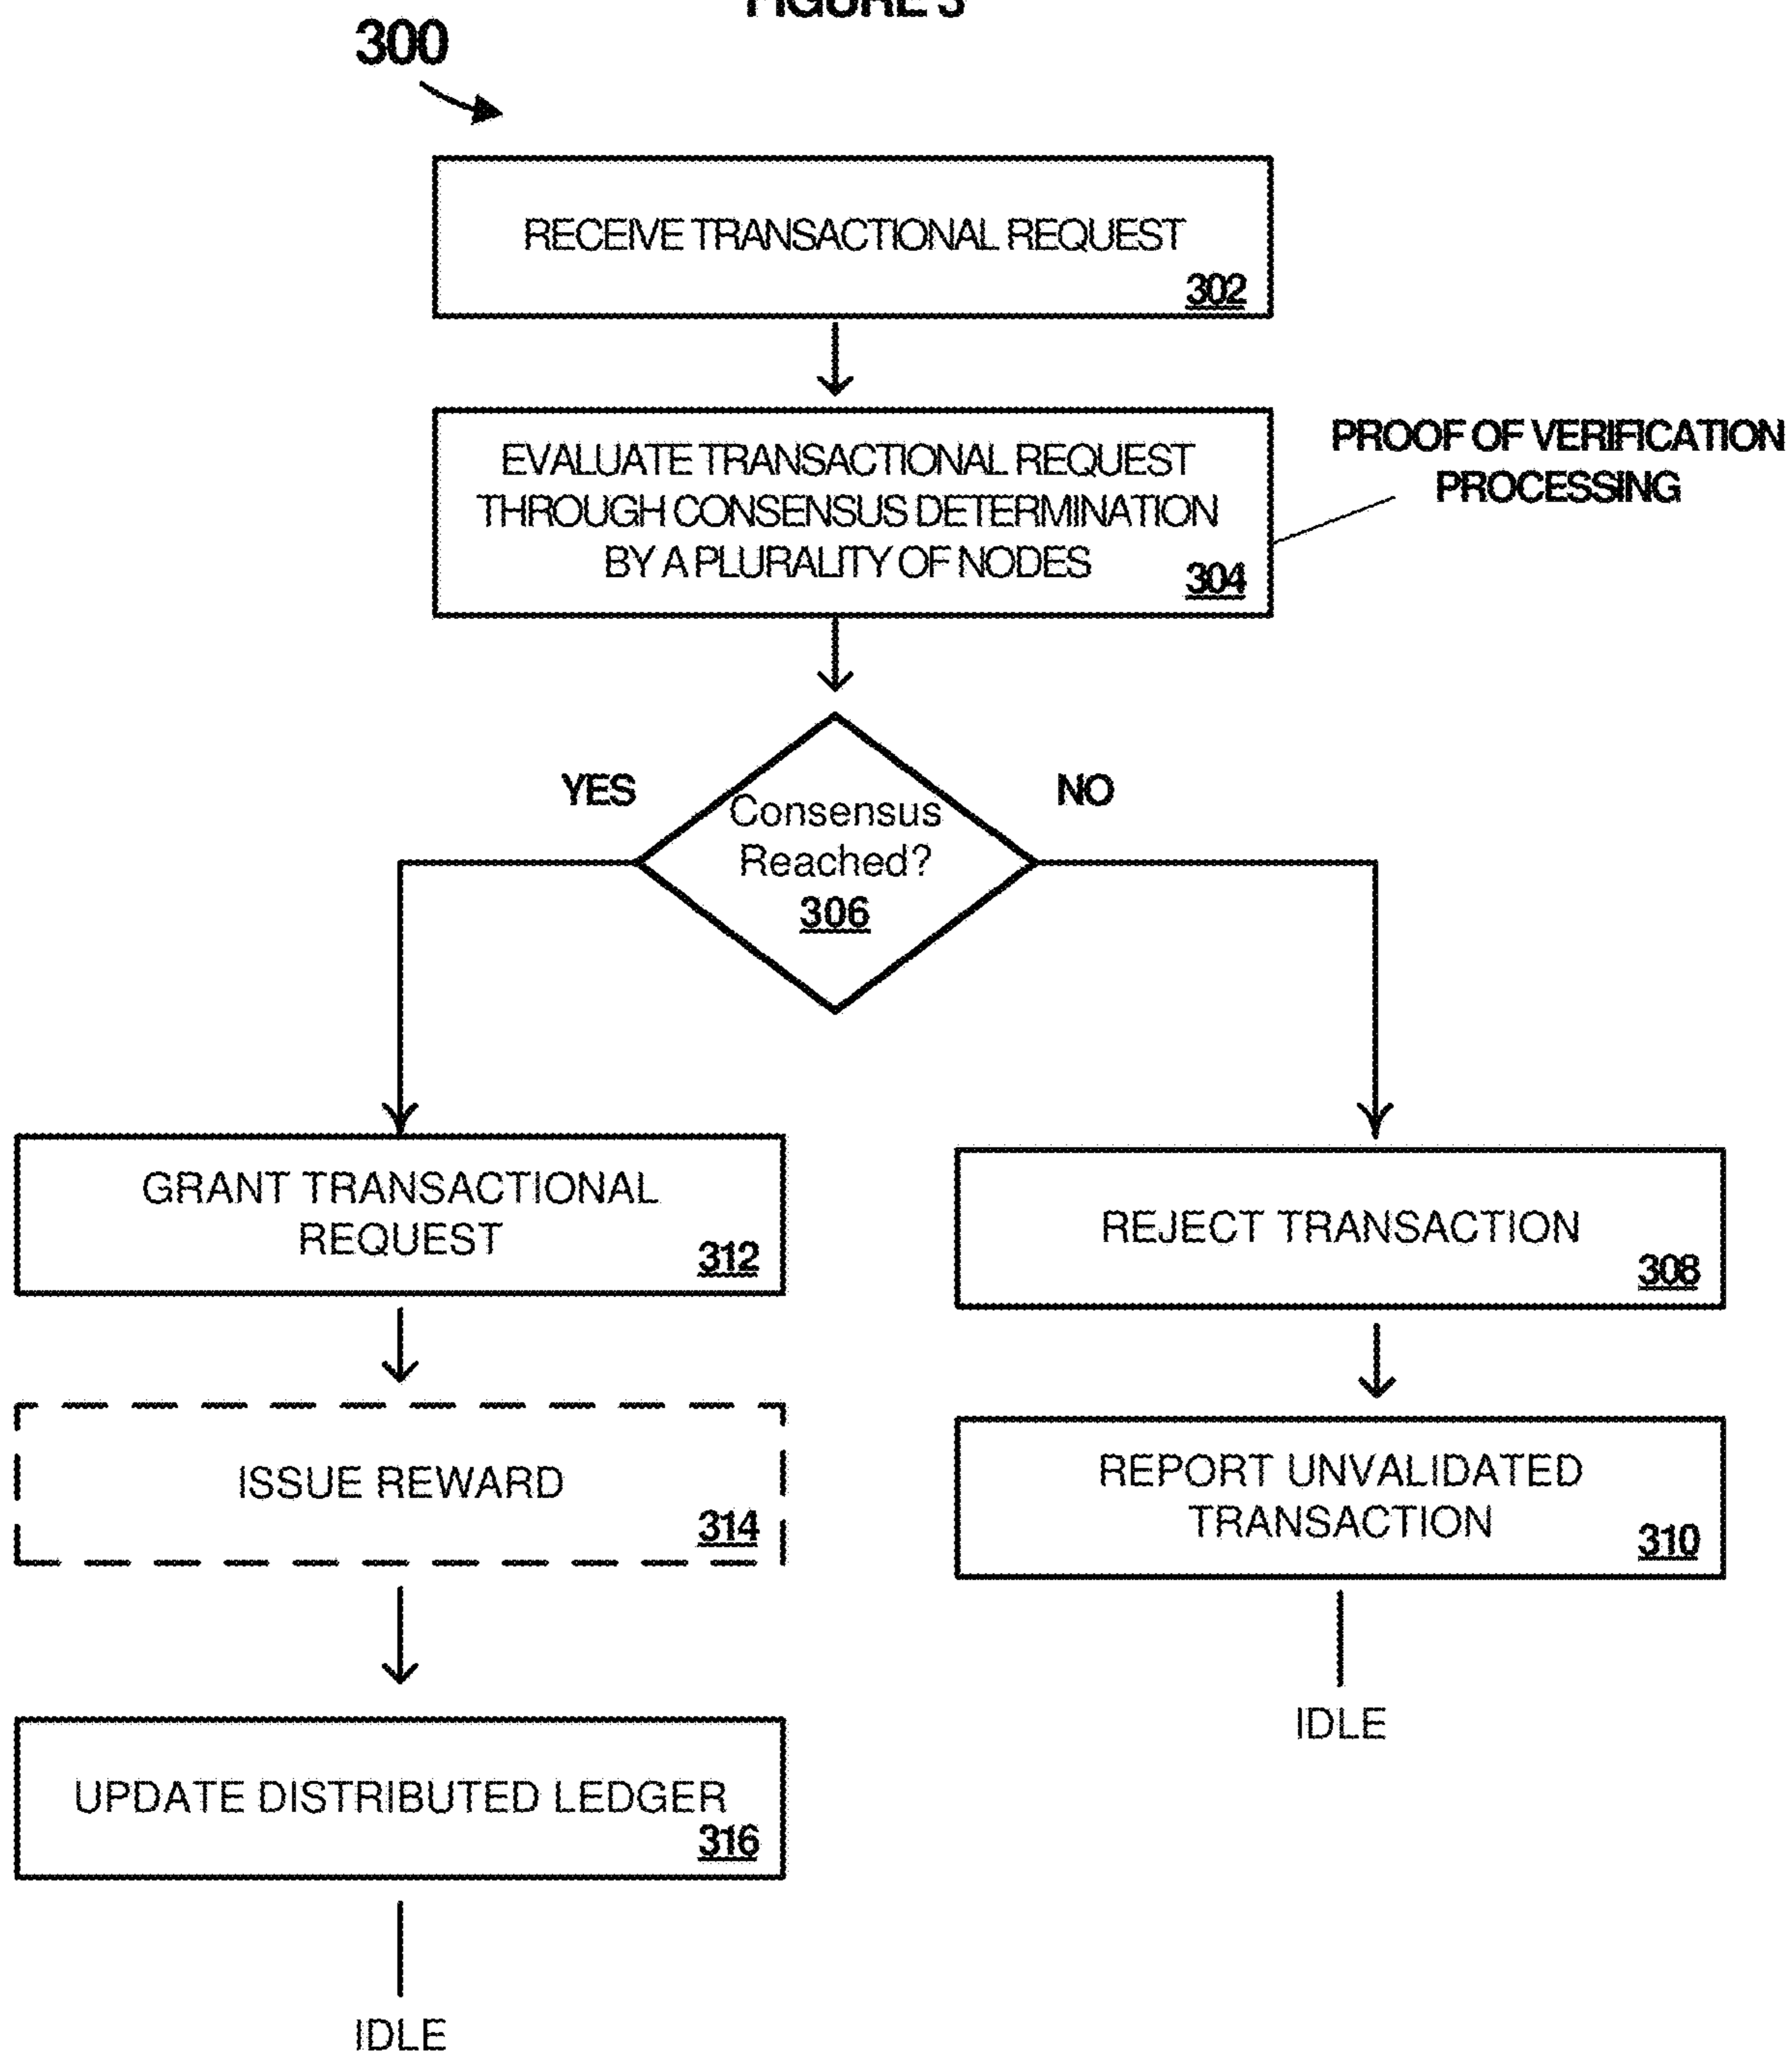 FIGURE 3
300
RECEIVE TRANSACTIONAL REQUEST
302
EVALUATE TRANSACTIONAL REQUEST
THROUGH CONSENSUS DETERMINATION
BY A PLURALITY OF NODES
304
PROOF OF VERIFICATION
PROCESSING
YES
NO
Consensus
Reached?
306
GRANT TRANSACTIONAL
REQUEST
312
REJECT TRANSACTION
308
ISSUE REWARD
314
REPORT UNVALIDATED
TRANSACTION
310
IDLE
UPDATE DISTRIBUTED LEDGER
316
IDLE